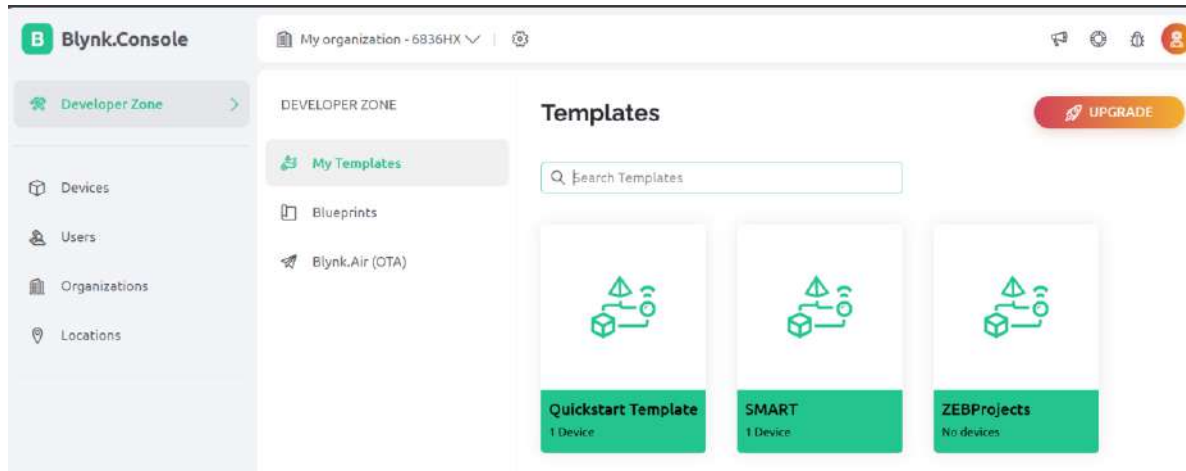 B Blynk.Console
My organization - 6836HX
Developer Zone
Devices
Users
Organizations
Locations
DEVELOPER ZONE
My Templates
Blueprints
Blynk.Air (OTA)
Templates
UPGRADE
Search Templates
Quickstart Template
1 Device
SMART
1 Device
ZEBProjects
No devices